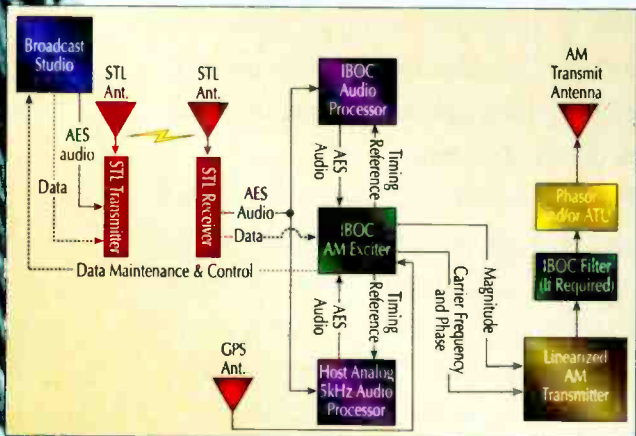 Broadcast
Studio
STL
Ant.
STL
Ant.
IBOC
Audio
Processor
AM
Transmit
Antenna
AES
audio
Data
STL Transmitter
STL Receiver
AES
Audio
Data
AES
Audio
Timing
Reference
IBOC
AM Exciter
Phasor
and/or ATU
IBOC Filter
(If Required)
Data Maintenance & Control
AES
Audio
Timing
Reference
Magnitude
Carrier Frequency
and Phase
GPS
Ant.
Host Analog
5kHz Audio
Processor
Linearized
AM
Transmitter